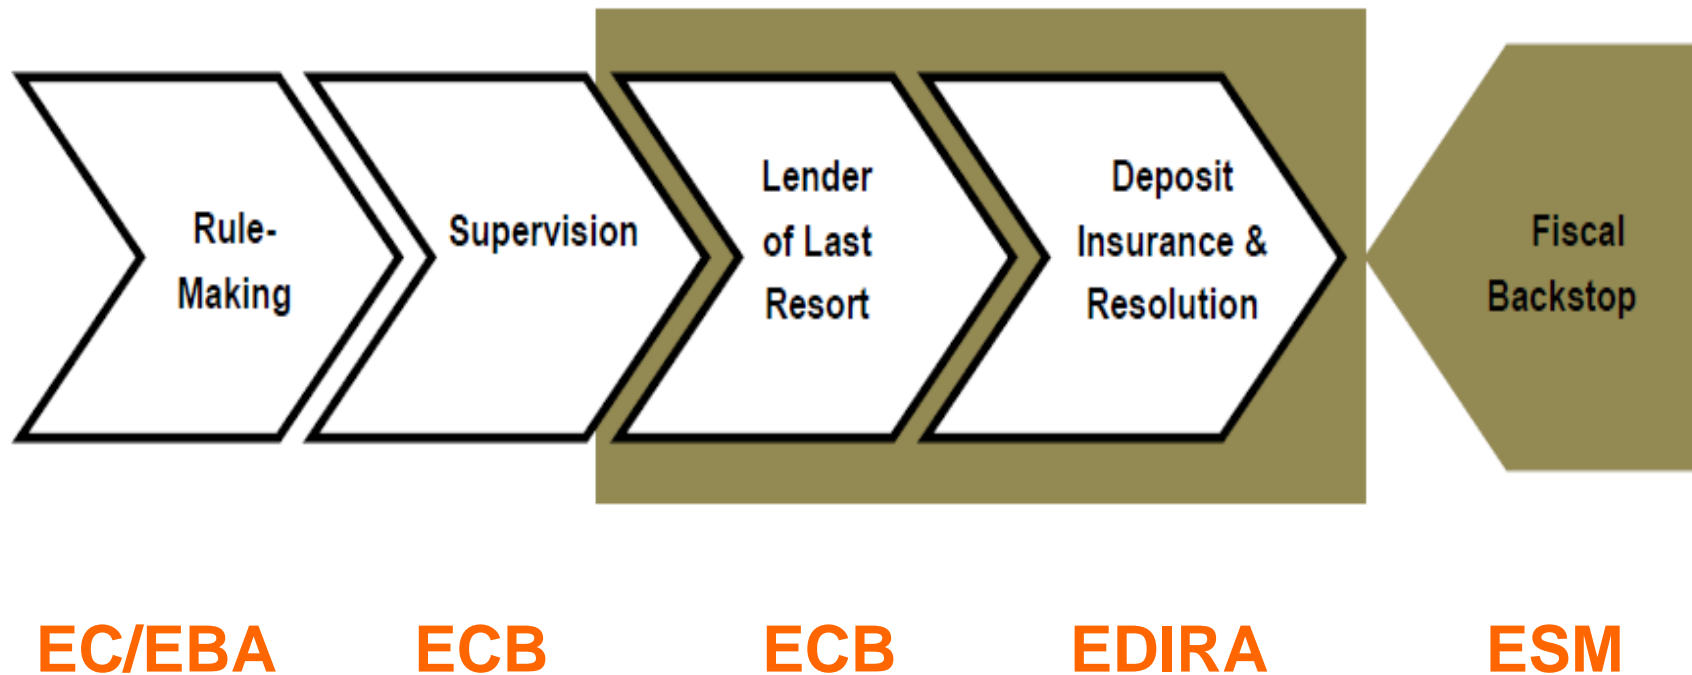 Rule-
Making
Supervision
Lender
of Last
Resort
Deposit
Insurance &
Resolution
Fiscal
Backstop
EC/EBA
ECB
ECB
EDIRA
ESM